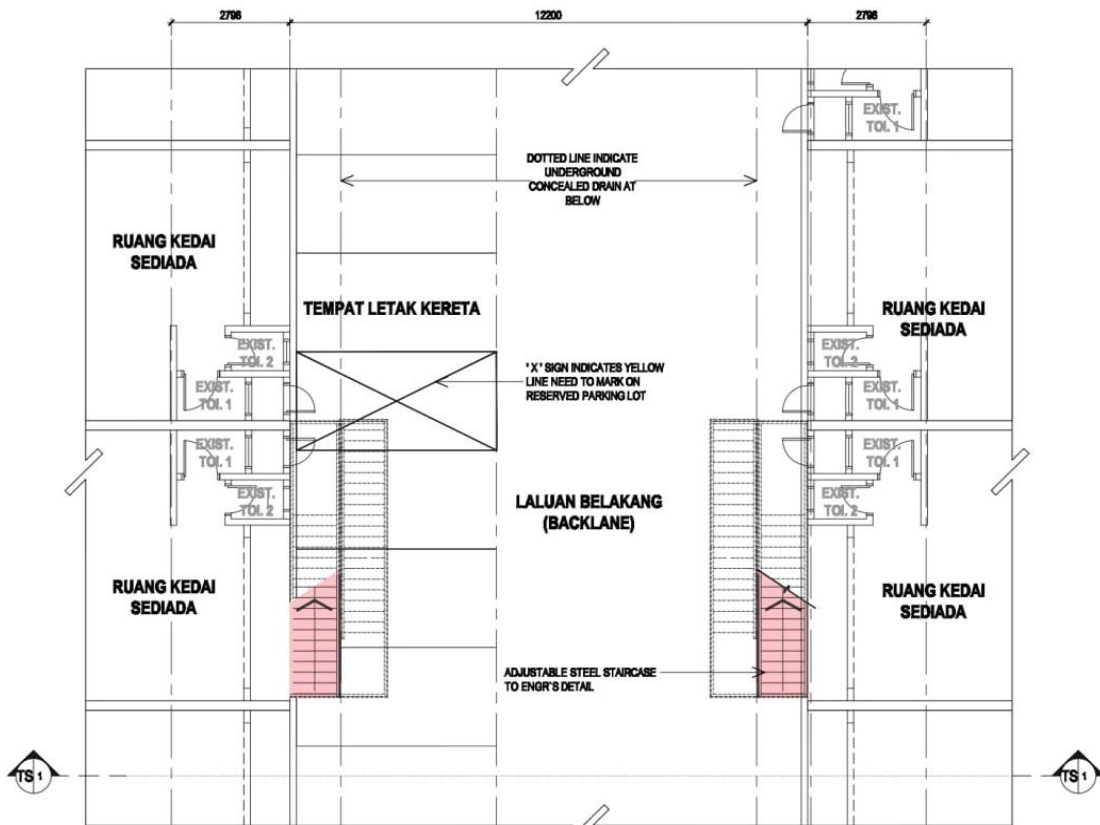 2796
12200
2796
EXIST.
TOI. 1
DOTTED LINE INDICATE
UNDERGROUND
CONCEALED DRAIN AT
BELOW
RUANG KEDAI
SEDIADA
TEMPAT LETAK KERETA
RUANG KEDAI
SEDIADA
EXIST.
TOI. 2
EXIST.
TOI. 1
'X' SIGN INDICATES YELLOW
LINE NEED TO MARK ON
RESERVED PARKING LOT
EXIST.
TOI. 2
EXIST.
TOI. 1
EXIST.
TOI. 1
EXIST.
TOI. 2
LALUAN BELAKANG
(BACKLANE)
EXIST.
TOI. 1
EXIST.
TOI. 2
RUANG KEDAI
SEDIADA
RUANG KEDAI
SEDIADA
ADJUSTABLE STEEL STAIRCASE
TO ENGR'S DETAIL
TS 1
TS 1